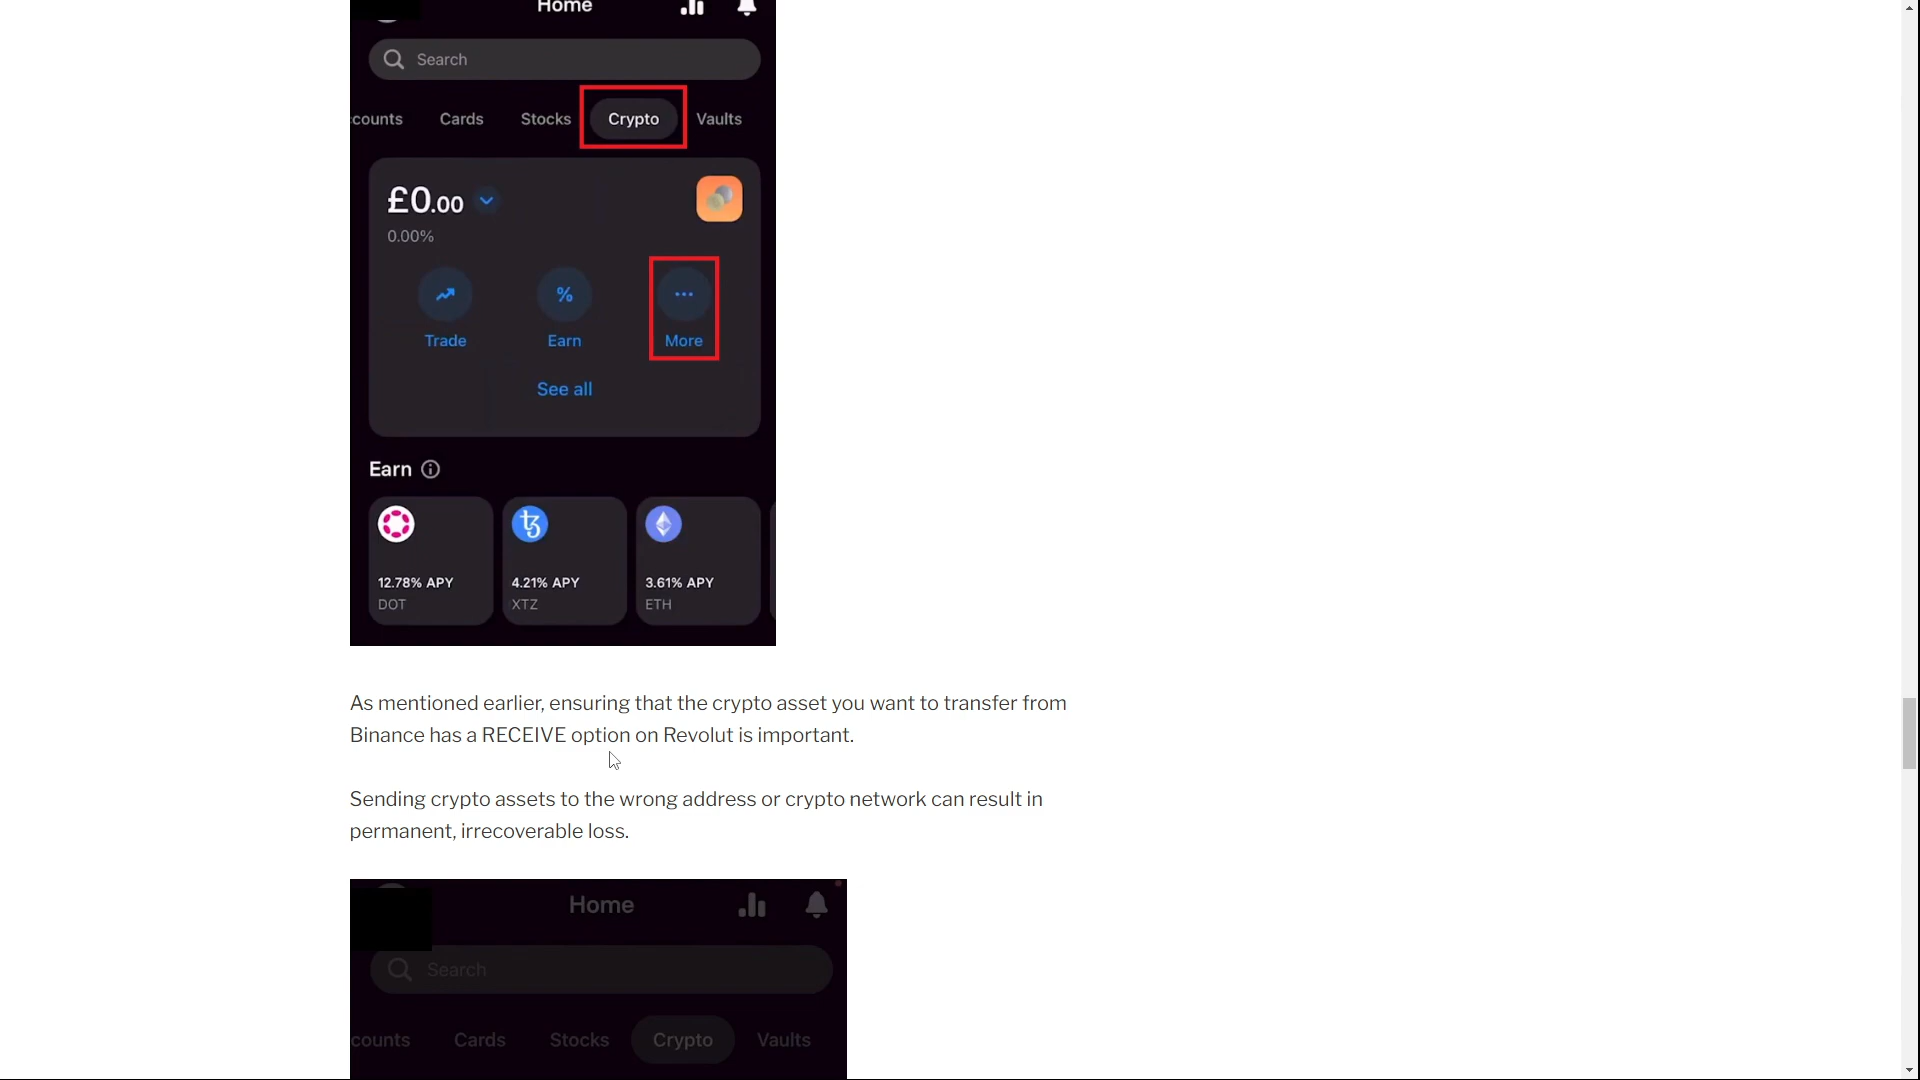 Home
Search
counts Cards Stocks Crypto Vaults
£0.00
0.00%
%
Trade Earn More
See all
Earn
12.78% APY 4.21% APY 3.61% APY
DOT XTZ ETH
As mentioned earlier, ensuring that the crypto asset you want to transfer from
Binance has a RECEIVE option on Revolut is important.
Sending crypto assets to the wrong address or crypto network can result in
permanent, irrecoverable loss.
Home
Search
counts Cards Stocks Crypto Vaults